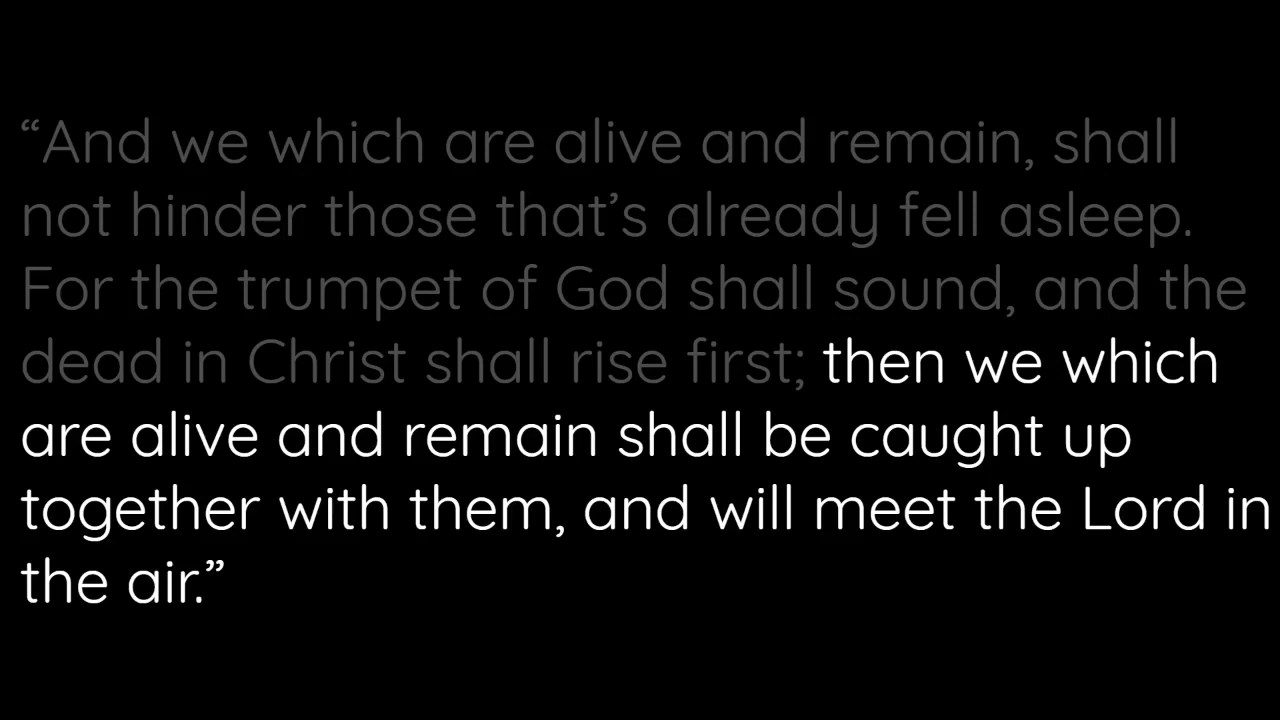 “And we which are alive and remain, shall
not hinder those that’s already fell asleep.
For the trumpet of God shall sound, and the
dead in Christ shall rise first; then we which
are alive and remain shall be caught up
together with them, and will meet the Lord in
the air.”